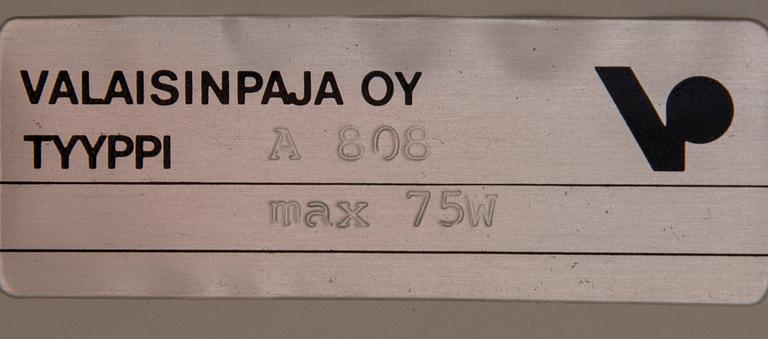 VALAISINPAJA OY
TYYPPI A 808
max 75W